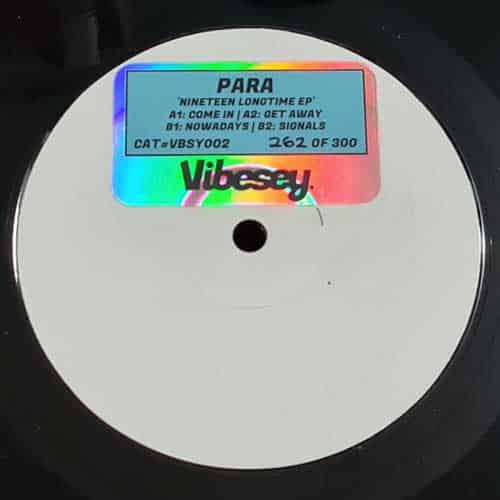 PARA
'NINETEEN LONGTIME EP'
A1: COME IN | A2: GET AWAY
B1: NOWADAYS | B2: SIGNALS
CAT#VBSY002 262 OF 300
Vibesey.